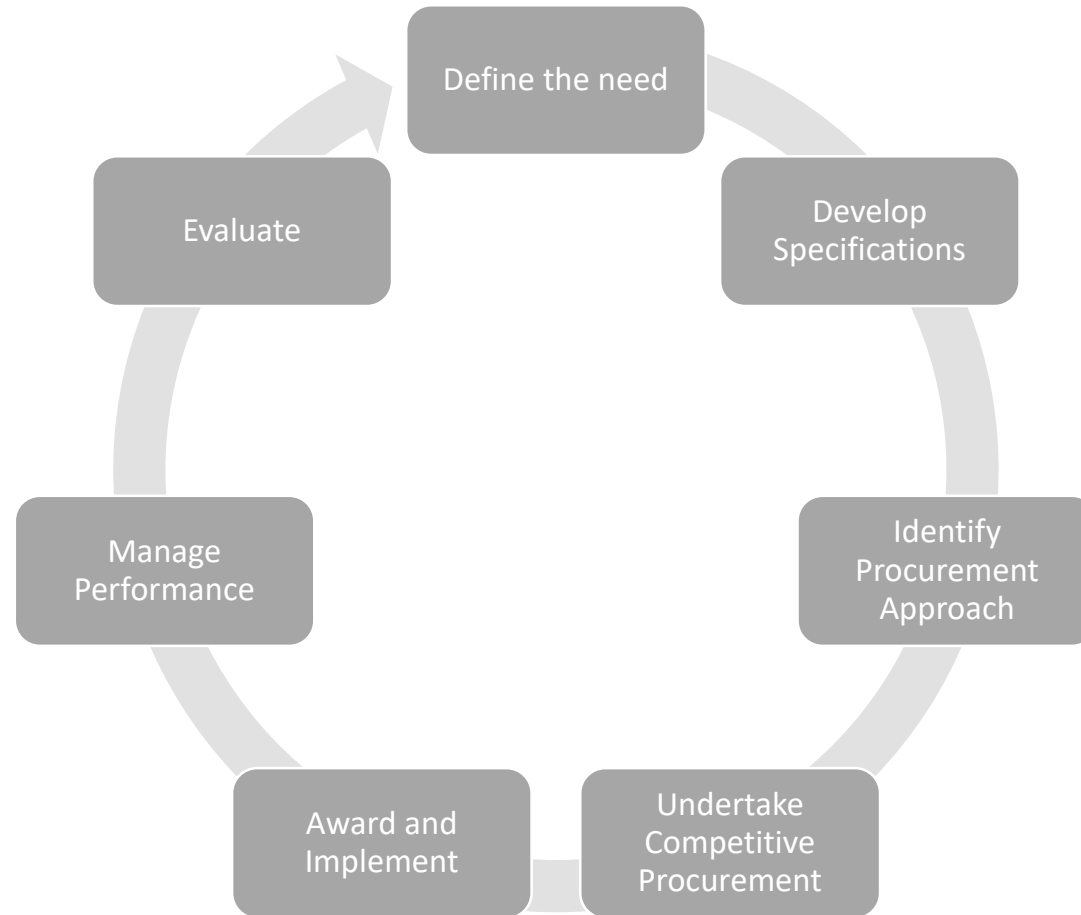 Define the need
Develop
Specifications
Identify
Procurement
Approach
Undertake
Competitive
Procurement
Award and
Implement
Manage
Performance
Evaluate